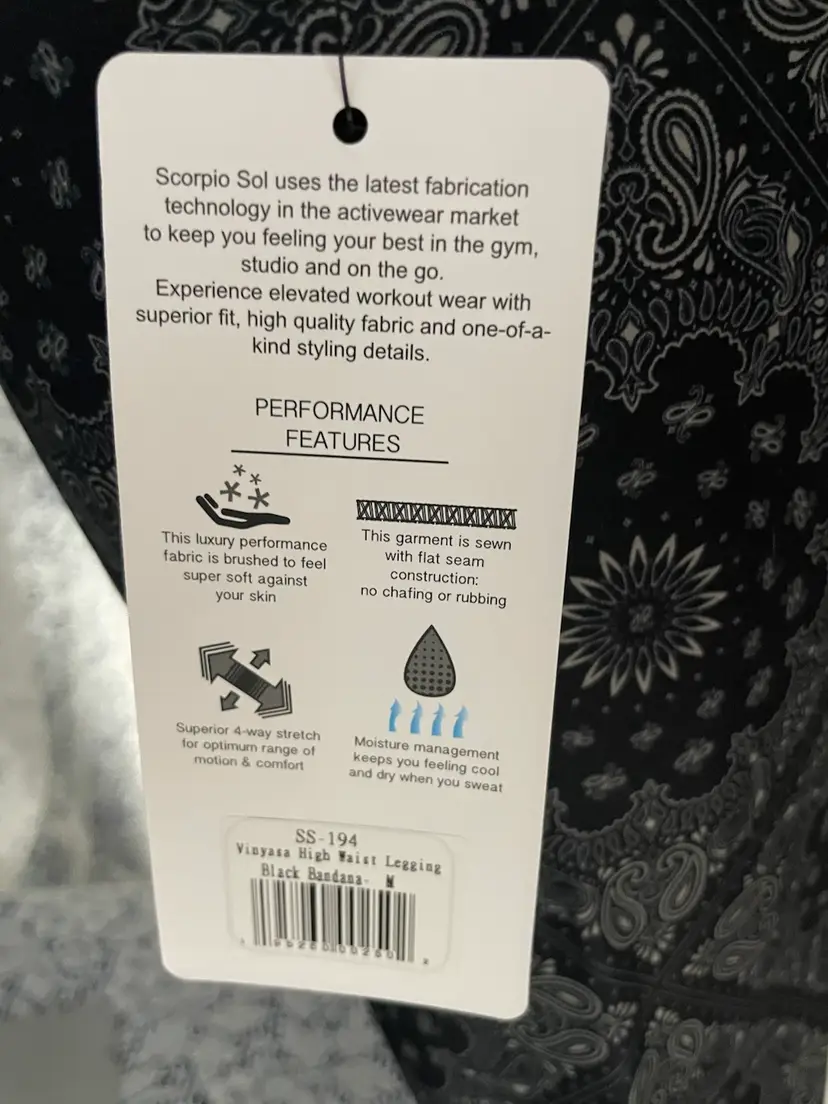 Scorpio Sol uses the latest fabrication
technology in the activewear market
to keep you feeling your best in the gym,
studio and on the go.
Experience elevated workout wear with
superior fit, high quality fabric and one-of-a-
kind styling details.
PERFORMANCE
FEATURES
This luxury performance
fabric is brushed to feel
super soft against
your skin
This garment is sewn
with flat seam
construction:
no chafing or rubbing
Superior 4-way stretch
for optimum range of
motion & comfort
Moisture management
keeps you feeling cool
and dry when you sweat
SS-194
Vinyasa High Waist Legging
Black Bandana- M